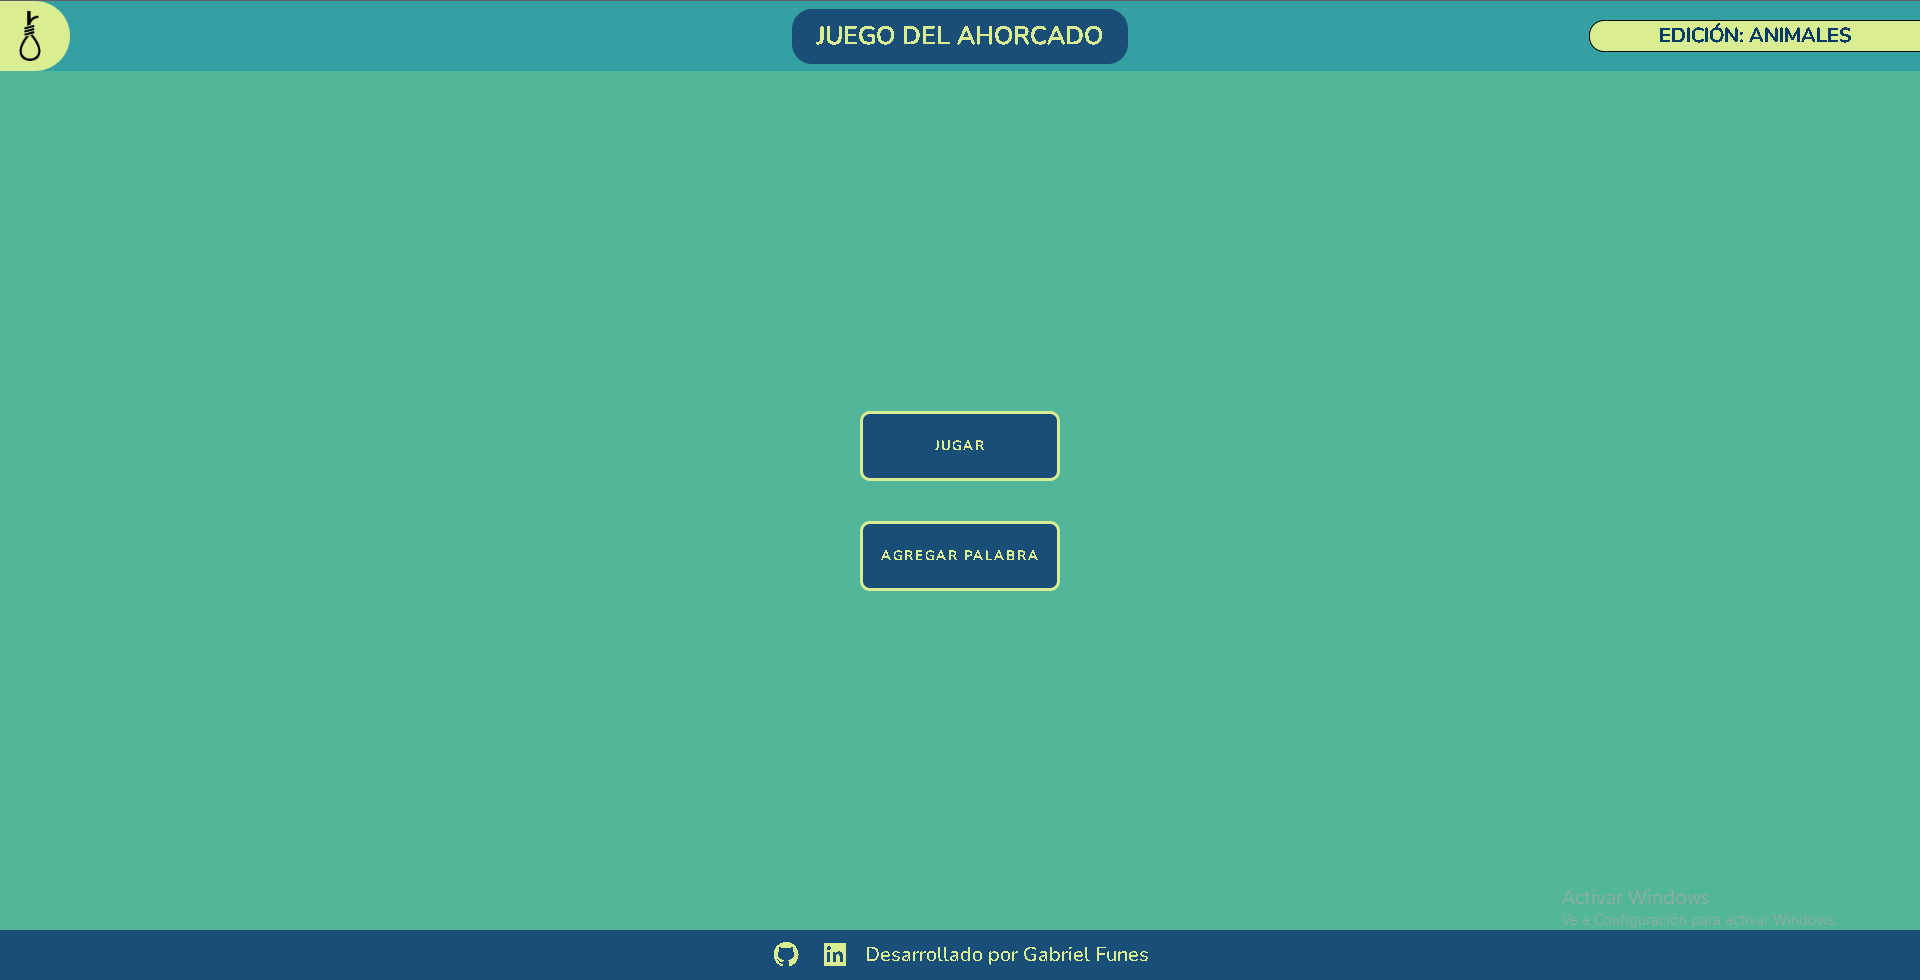 JUEGO DEL AHORCADO
EDICIÓN: ANIMALES
JUGAR
AGREGAR PALABRA
Activar Windows
Ve a Configuración para activar Windows.
Desarrollado por Gabriel Funes